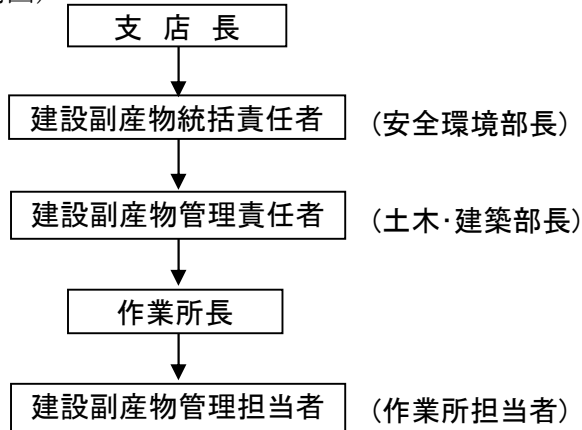 支 店 長
建設副産物統括責任者 (安全環境部長)
建設副産物管理責任者 (土木・建築部長)
作業所長
建設副産物管理担当者 (作業所担当者)